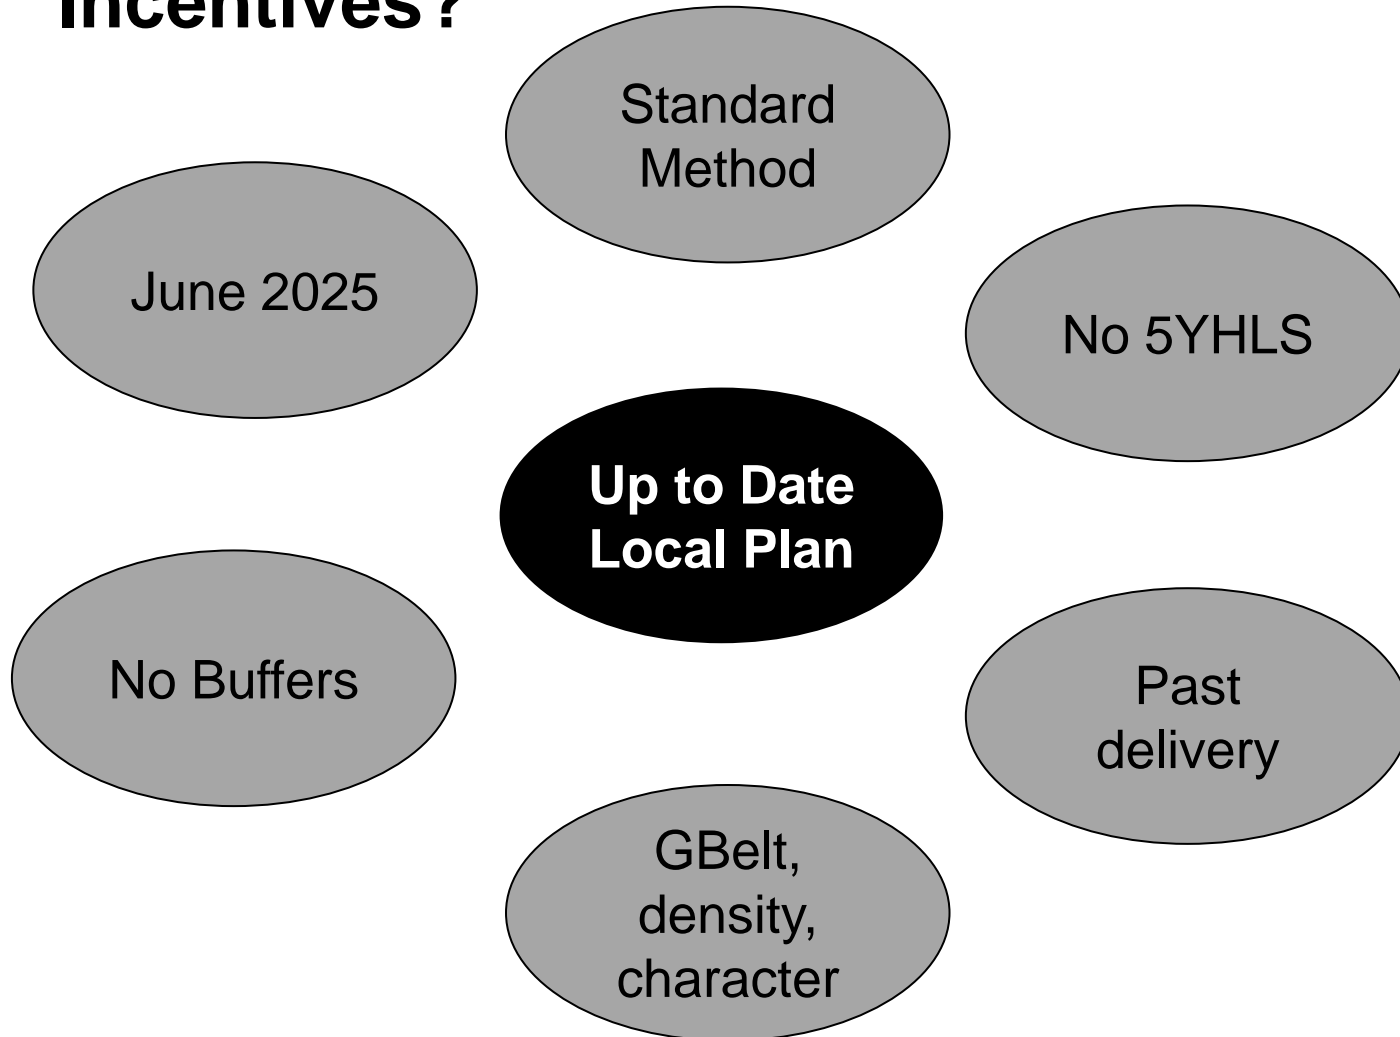 Incentives?
Standard
Method
June 2025
No 5YHLS
Up to Date
Local Plan
No Buffers
Past
delivery
GBelt,
density,
character